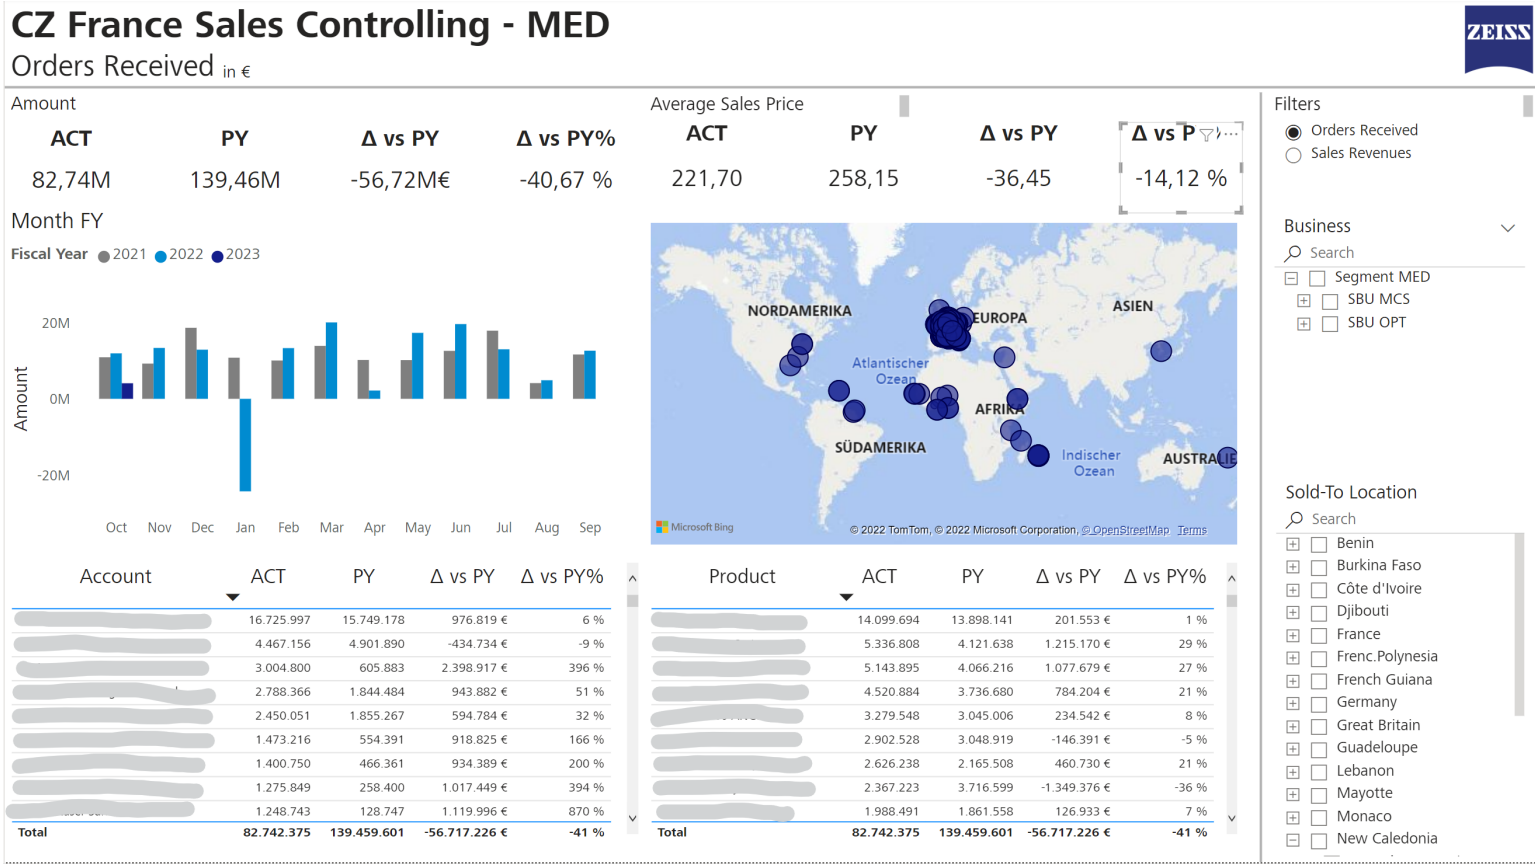 CZ France Sales Controlling - MED
ZEISS
Orders Received in €
Amount
ACT PY Δ vs PY Δ vs PY%
82,74M 139,46M -56,72M€ -40,67 %
Average Sales Price
ACT PY Δ vs PY Δ vs P
221,70 258,15 -36,45 -14,12 %
Month FY
Fiscal Year 2021 2022 2023
Amount
20M
0M
-20M
Oct Nov Dec Jan Feb Mar Apr May Jun Jul Aug Sep
NORDAMERIKA
EUROPA
ASIEN
Atlantischer
Ozean
AFRIKA
SÜDAMERIKA
Indischer
Ozean
AUSTRALIE
Microsoft Bing
© 2022 TomTom, © 2022 Microsoft Corporation, © OpenStreetMap Terms
Account ACT PY Δ vs PY Δ vs PY%
16.725.997 15.749.178 976.819 € 6 %
4.467.156 4.901.890 -434.734 € -9 %
3.004.800 605.883 2.398.917 € 396 %
2.788.366 1.844.484 943.882 € 51 %
2.450.051 1.855.267 594.784 € 32 %
1.473.216 554.391 918.825 € 166 %
1.400.750 466.361 934.389 € 200 %
1.275.849 258.400 1.017.449 € 394 %
1.248.743 128.747 1.119.996 € 870 %
Total 82.742.375 139.459.601 -56.717.226 € -41 %
Product ACT PY Δ vs PY Δ vs PY%
14.099.694 13.898.141 201.553 € 1 %
5.336.808 4.121.638 1.215.170 € 29 %
5.143.895 4.066.216 1.077.679 € 27 %
4.520.884 3.736.680 784.204 € 21 %
3.279.548 3.045.006 234.542 € 8 %
2.902.528 3.048.919 -146.391 € -5 %
2.626.238 2.165.508 460.730 € 21 %
2.367.223 3.716.599 -1.349.376 € -36 %
1.988.491 1.861.558 126.933 € 7 %
Total 82.742.375 139.459.601 -56.717.226 € -41 %
Filters
Orders Received
Sales Revenues
Business
Search
Segment MED
SBU MCS
SBU OPT
Sold-To Location
Search
Benin
Burkina Faso
Côte d'Ivoire
Djibouti
France
Frenc.Polynesia
French Guiana
Germany
Great Britain
Guadeloupe
Lebanon
Mayotte
Monaco
New Caledonia